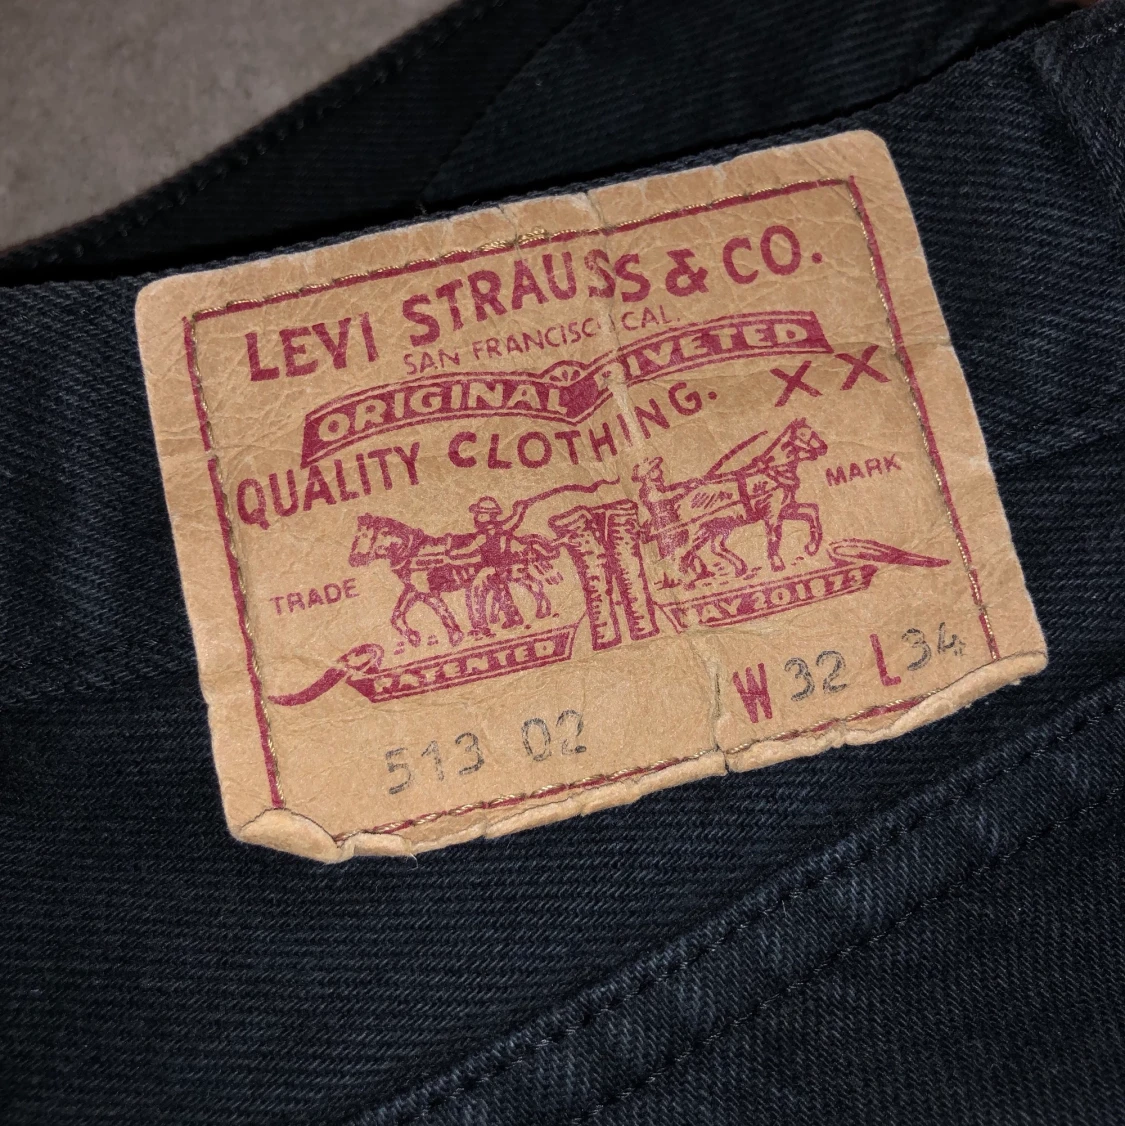 LEVI STRAUSS & CO.
SAN FRANCISCO CAL.
ORIGINAL RIVETED
QUALITY CLOTHING. XX
TRADE MARK
PATENTED MAY 20 1873
513 02 W 32 L 34